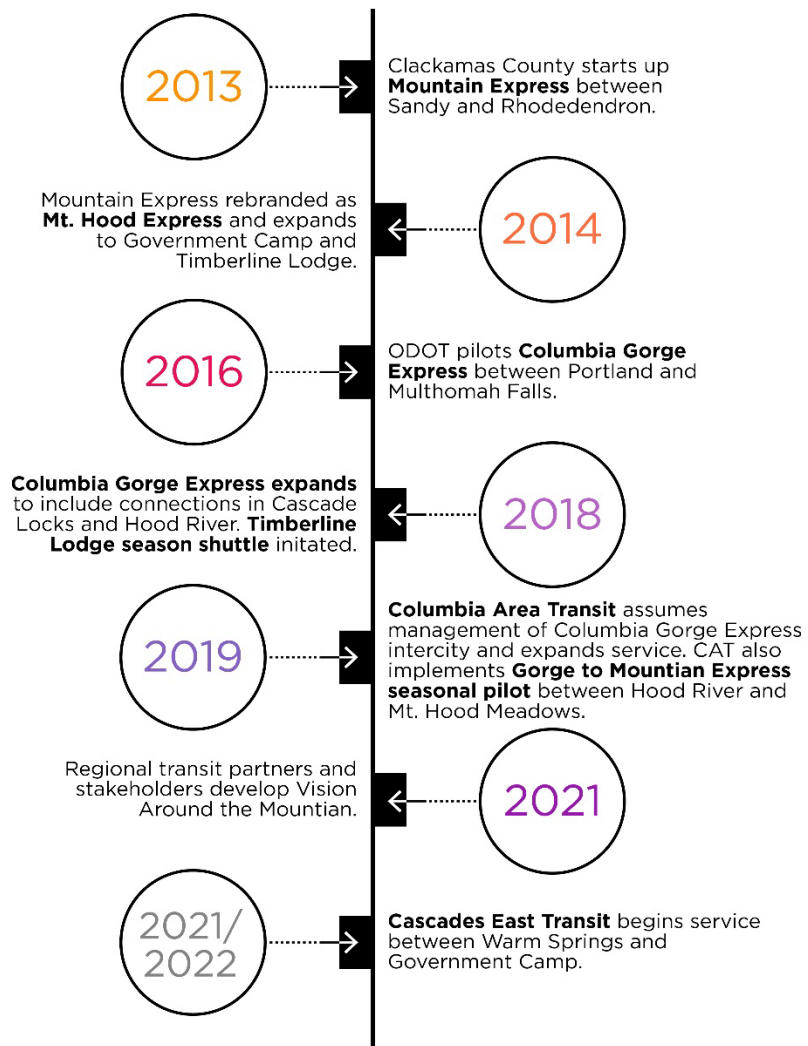 2013
Clackamas County starts up
Mountain Express between
Sandy and Rhodedendron.
Mountain Express rebranded as
Mt. Hood Express and expands
to Government Camp and
Timberline Lodge.
2014
2016
ODOT pilots Columbia Gorge
Express between Portland and
Multhomah Falls.
Columbia Gorge Express expands
to include connections in Cascade
Locks and Hood River. Timberline
Lodge season shuttle initated.
2018
2019
Columbia Area Transit assumes
management of Columbia Gorge Express
intercity and expands service. CAT also
implements Gorge to Mountian Express
seasonal pilot between Hood River and
Mt. Hood Meadows.
Regional transit partners and
stakeholders develop Vision
Around the Mountian.
2021
2021/
2022
Cascades East Transit begins service
between Warm Springs and
Government Camp.